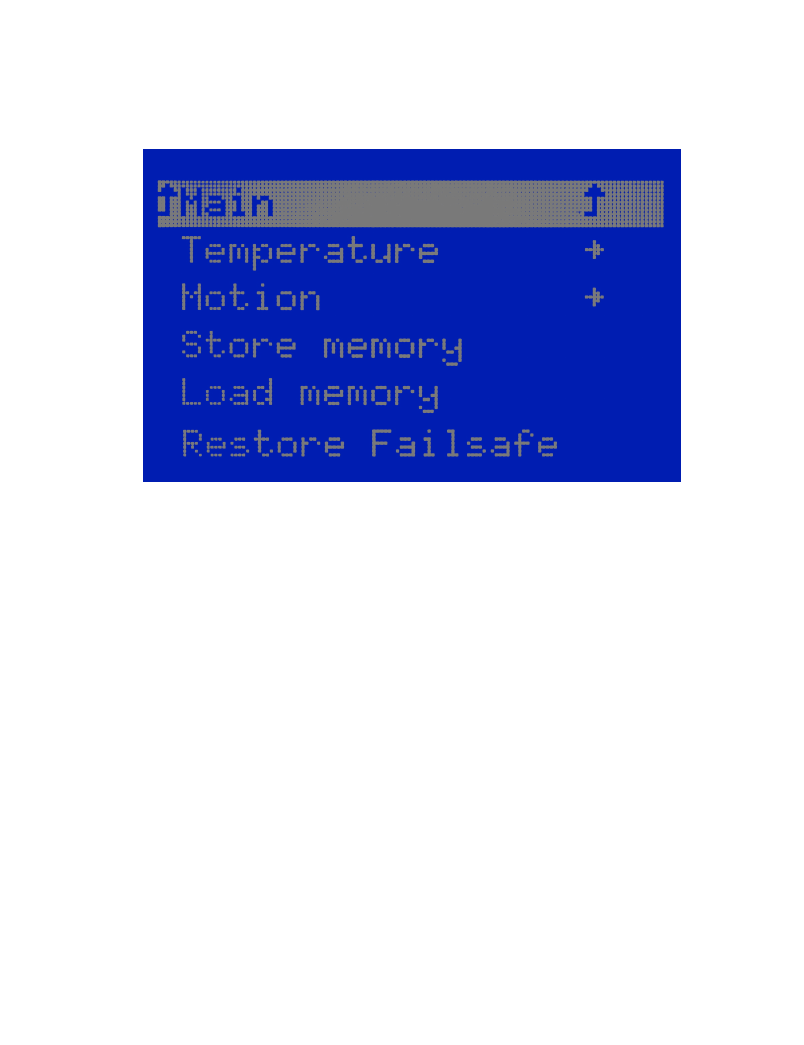 Main
Temperature
Motion
Store memory
Load memory
Restore Failsafe